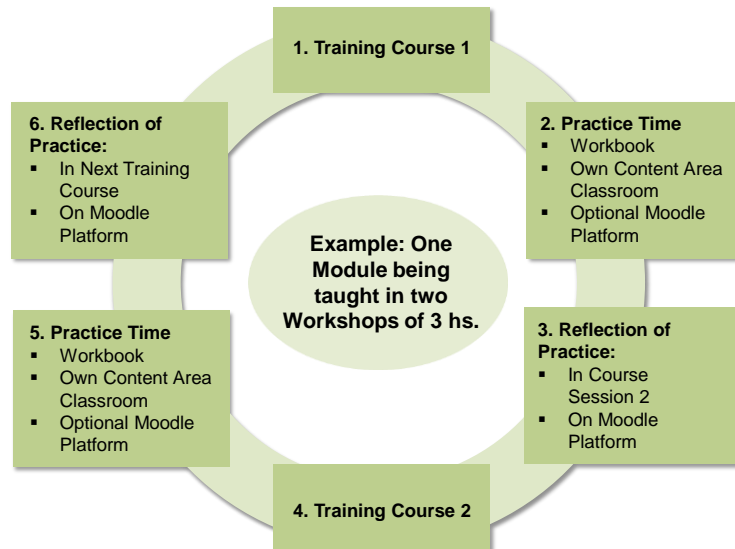 1. Training Course 1
2. Practice Time
▪ Workbook
▪ Own Content Area
Classroom
▪ Optional Moodle
Platform
3. Reflection of
Practice:
▪ In Course
Session 2
▪ On Moodle
Platform
4. Training Course 2
5. Practice Time
▪ Workbook
▪ Own Content Area
Classroom
▪ Optional Moodle
Platform
6. Reflection of
Practice:
▪ In Next Training
Course
▪ On Moodle
Platform
Example: One
Module being
taught in two
Workshops of 3 hs.